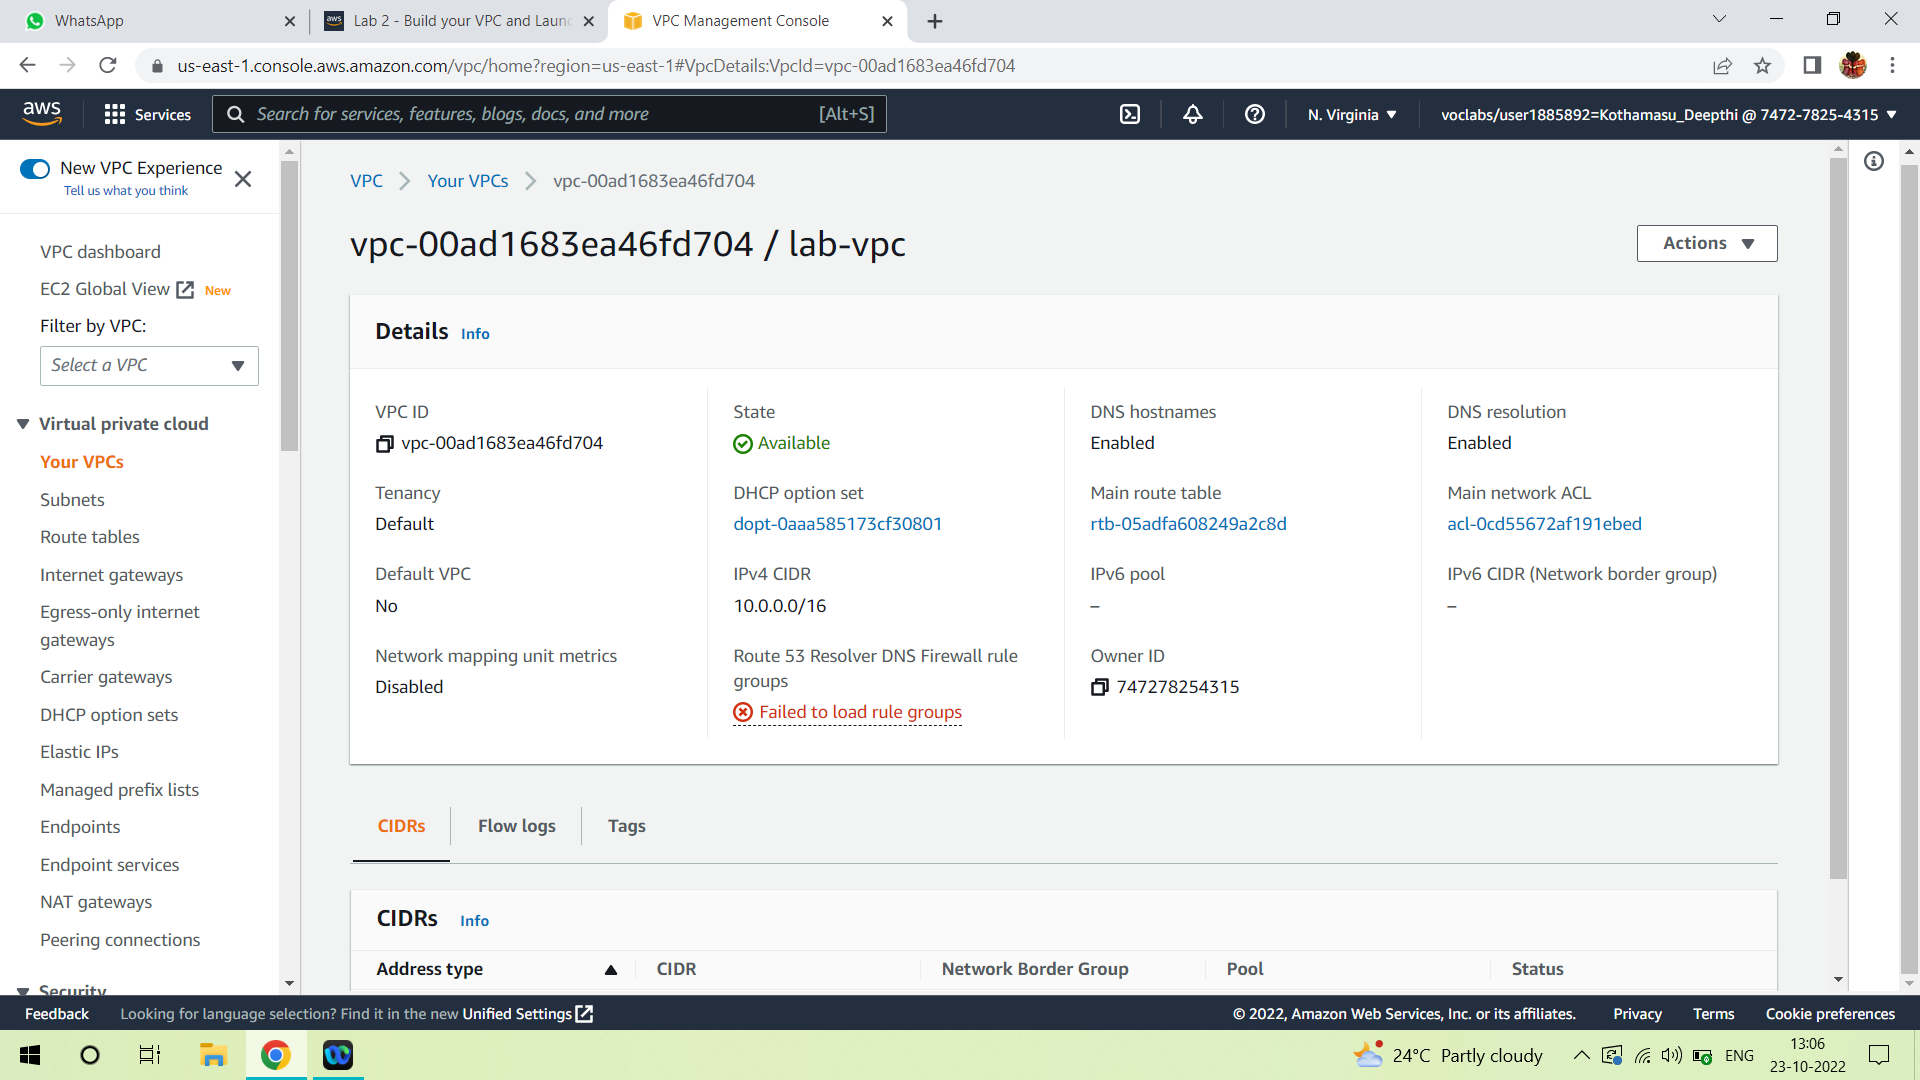 WhatsApp
aws Lab 2 - Build your VPC and Launc
VPC Management Console
us-east-1.console.aws.amazon.com/vpc/home?region=us-east-1#VpcDetails:VpcId=vpc-00ad1683ea46fd704
aws
Services
Search for services, features, blogs, docs, and more [Alt+S]
N. Virginia
voclabs/user1885892=Kothamasu_Deepthi @ 7472-7825-4315
New VPC Experience
Tell us what you think
VPC dashboard
EC2 Global View New
Filter by VPC:
Select a VPC
Virtual private cloud
Your VPCs
Subnets
Route tables
Internet gateways
Egress-only internet
gateways
Carrier gateways
DHCP option sets
Elastic IPs
Managed prefix lists
Endpoints
Endpoint services
NAT gateways
Peering connections
Security
VPC
Your VPCs
vpc-00ad1683ea46fd704
vpc-00ad1683ea46fd704 / lab-vpc
Actions
Details Info
VPC ID
vpc-00ad1683ea46fd704
State
Available
DNS hostnames
Enabled
DNS resolution
Enabled
Tenancy
Default
DHCP option set
dopt-0aaa585173cf30801
Main route table
rtb-05adfa608249a2c8d
Main network ACL
acl-0cd55672af191ebed
Default VPC
No
IPv4 CIDR
10.0.0.0/16
IPv6 pool
–
IPv6 CIDR (Network border group)
–
Network mapping unit metrics
Disabled
Route 53 Resolver DNS Firewall rule
groups
Failed to load rule groups
Owner ID
747278254315
CIDRs
Flow logs
Tags
CIDRs Info
Address type
CIDR
Network Border Group
Pool
Status
Feedback
Looking for language selection? Find it in the new Unified Settings
© 2022, Amazon Web Services, Inc. or its affiliates.
Privacy
Terms
Cookie preferences
24°C Partly cloudy
ENG
13:06
23-10-2022